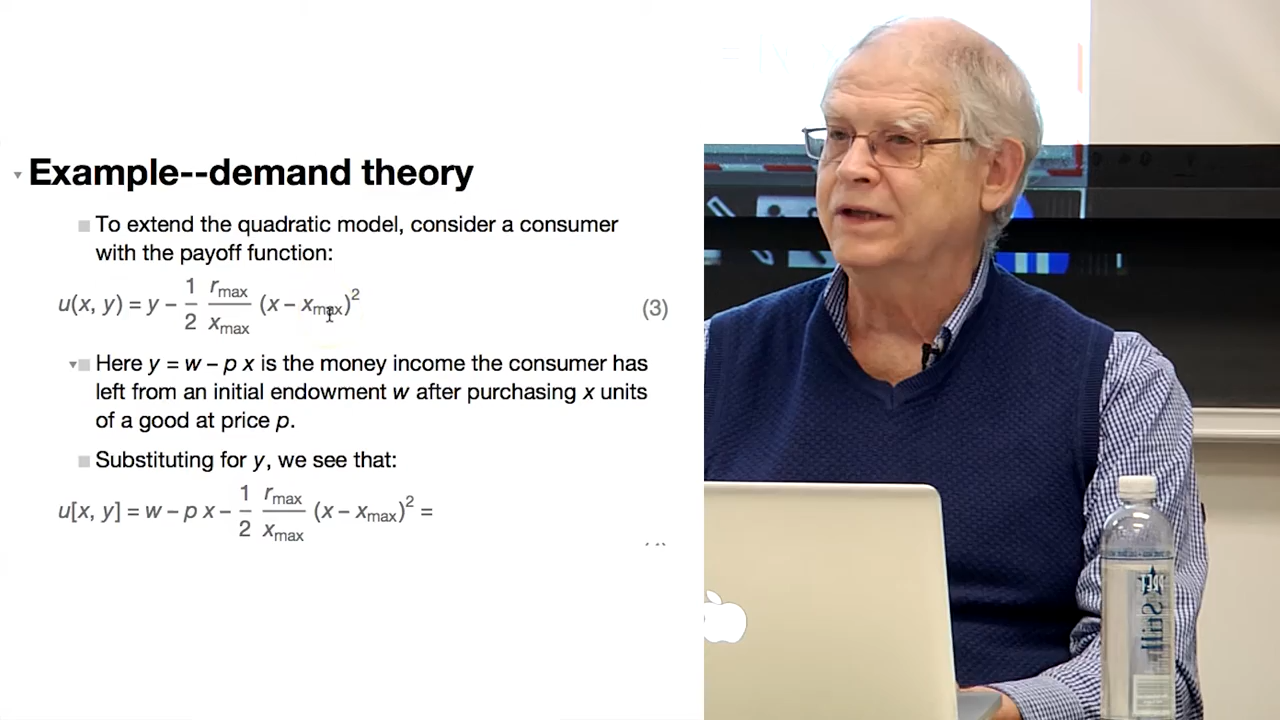 Example--demand theory
To extend the quadratic model, consider a consumer
with the payoff function:
u(x, y) = y − 1/2 r_max/x_max (x − x_max)² (3)
Here y = w − p x is the money income the consumer has
left from an initial endowment w after purchasing x units
of a good at price p.
Substituting for y, we see that:
u[x, y] = w − p x − 1/2 r_max/x_max (x − x_max)² =